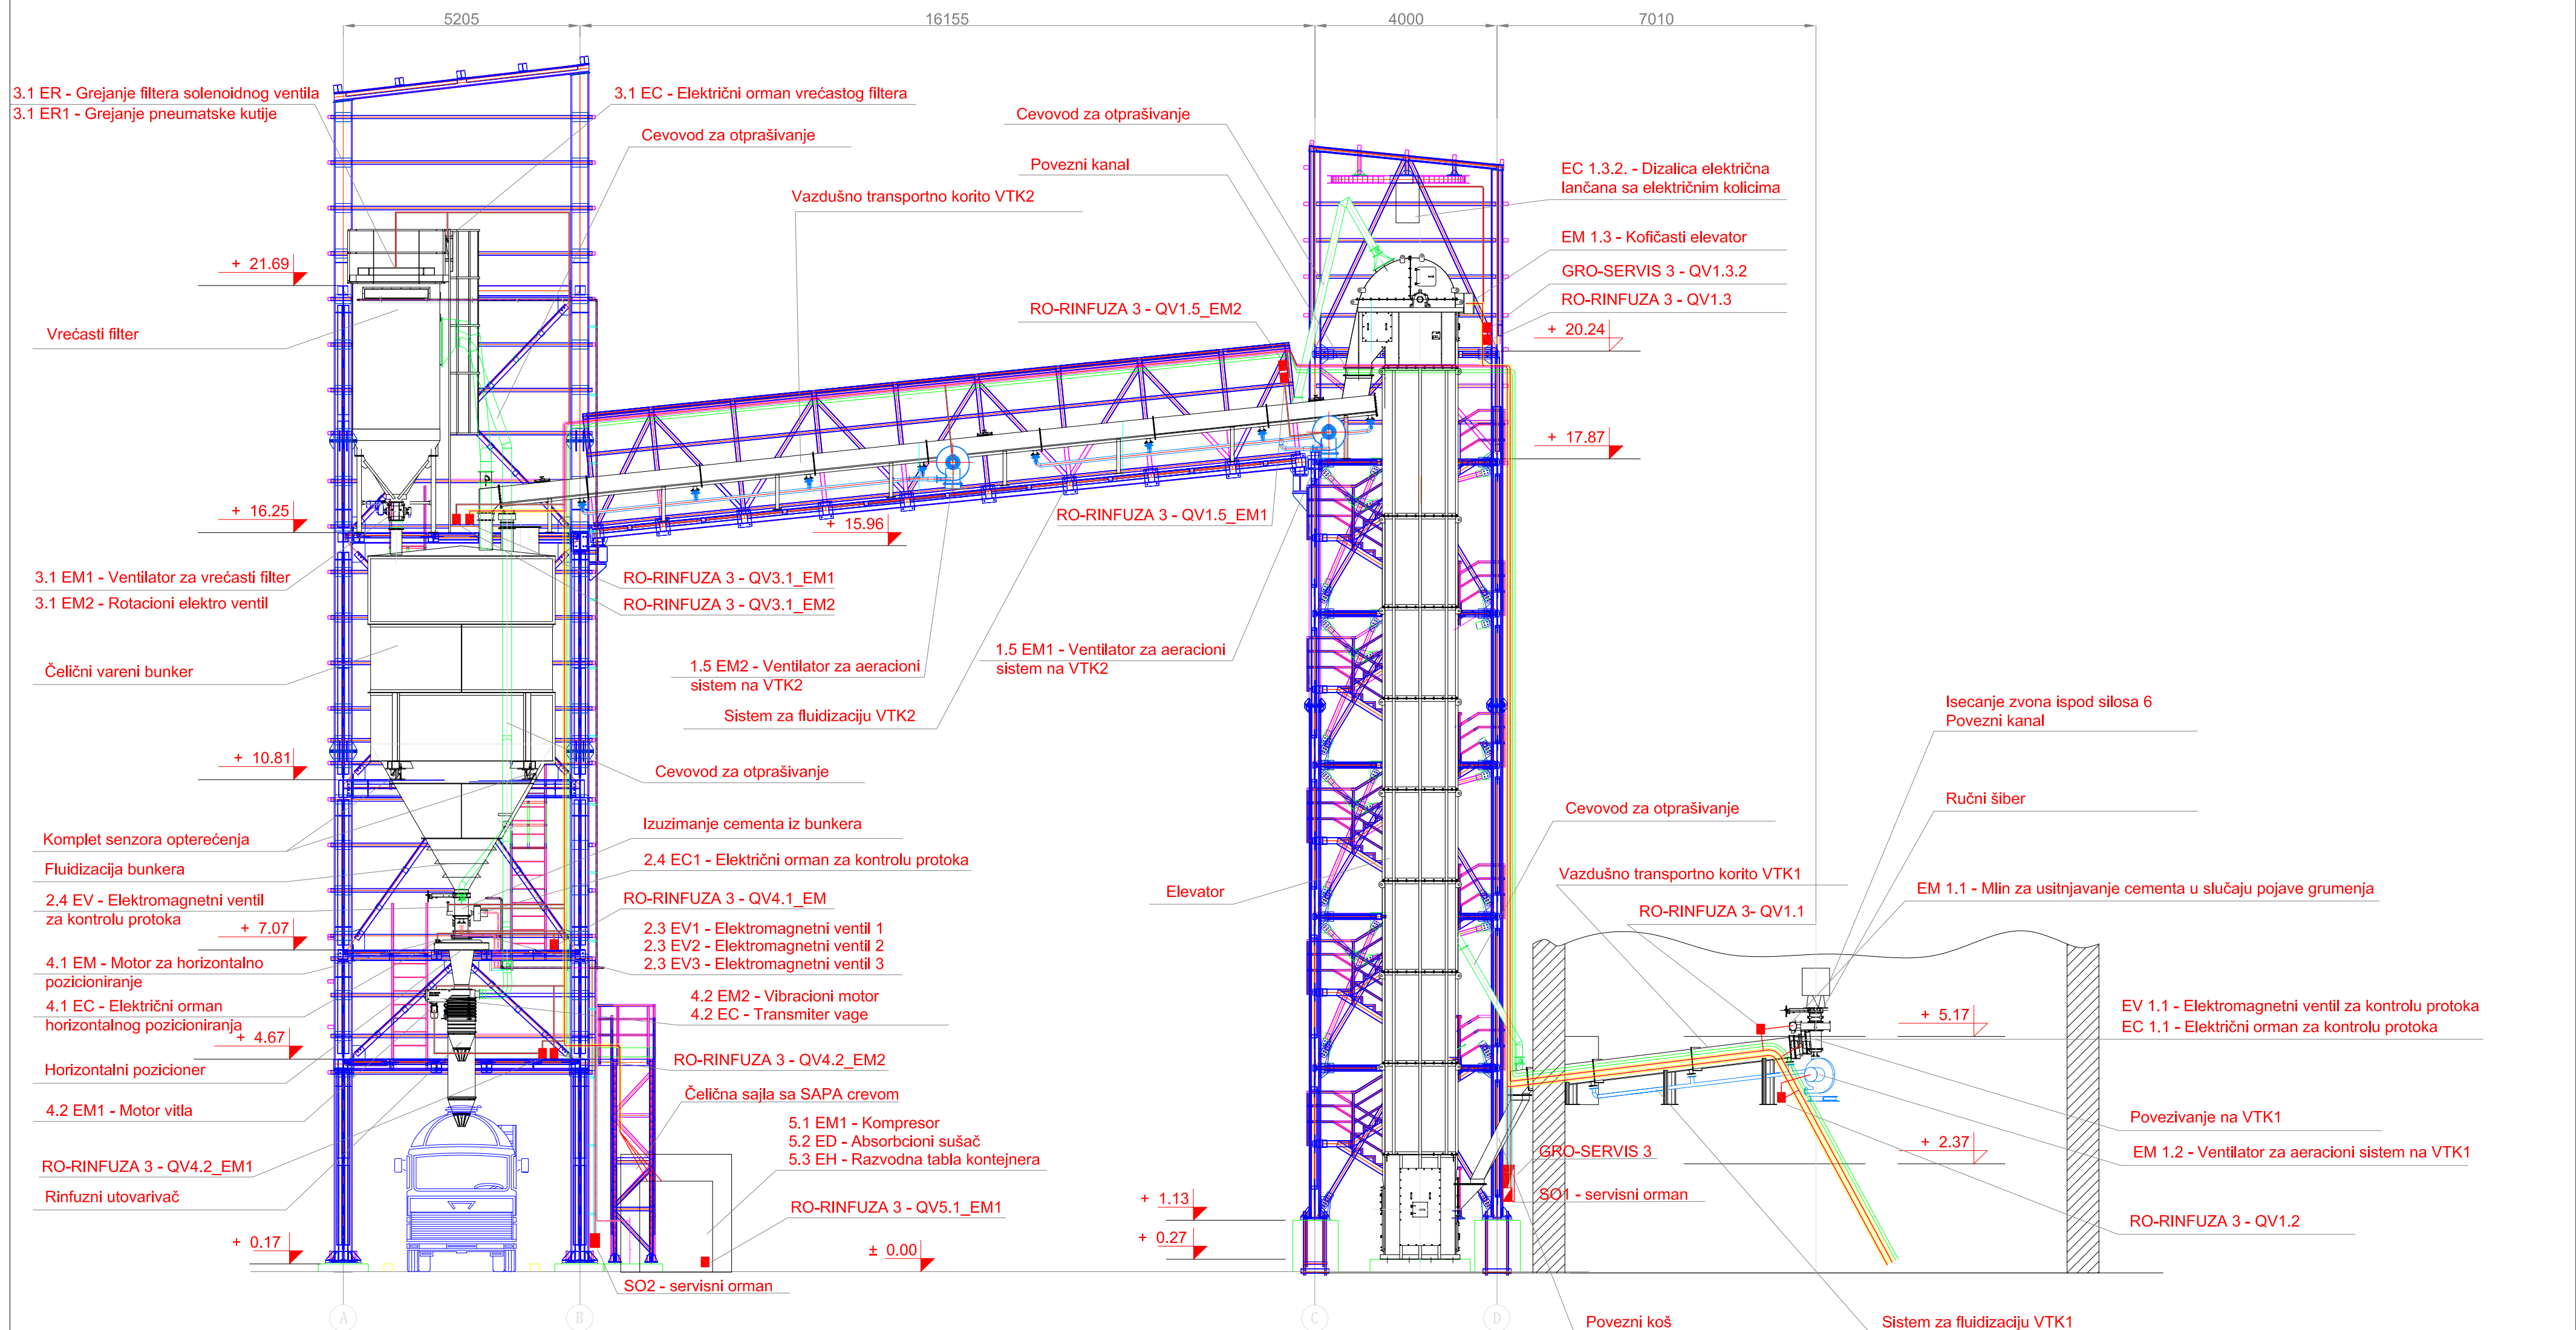 5205
16155
4000
7010
3.1 ER - Grejanje filtera solenoidnog ventila
3.1 ER1 - Grejanje pneumatske kutije
3.1 EC - Električni orman vrećastog filtera
Cevovod za otprašivanje
Vazdušno transportno korito VTK2
Cevovod za otprašivanje
Povezni kanal
EC 1.3.2. - Dizalica električna
lančana sa električnim kolicima
EM 1.3 - Kofičasti elevator
GRO-SERVIS 3 - QV1.3.2
RO-RINFUZA 3 - QV1.3
+ 21.69
RO-RINFUZA 3 - QV1.5_EM2
+ 20.24
Vrećasti filter
+ 17.87
+ 16.25
+ 15.96
RO-RINFUZA 3 - QV1.5_EM1
3.1 EM1 - Ventilator za vrećasti filter
3.1 EM2 - Rotacioni elektro ventil
RO-RINFUZA 3 - QV3.1_EM1
RO-RINFUZA 3 - QV3.1_EM2
Čelični vareni bunker
1.5 EM2 - Ventilator za aeracioni
sistem na VTK2
1.5 EM1 - Ventilator za aeracioni
sistem na VTK2
Sistem za fluidizaciju VTK2
Isecanje zvona ispod silosa 6
Povezni kanal
+ 10.81
Cevovod za otprašivanje
Ručni šiber
Cevovod za otprašivanje
Komplet senzora opterećenja
Izuzimanje cementa iz bunkera
Fluidizacija bunkera
2.4 EC1 - Električni orman za kontrolu protoka
Vazdušno transportno korito VTK1
EM 1.1 - Mlin za usitnjavanje cementa u slučaju pojave grumenja
Elevator
2.4 EV - Elektromagnetni ventil
za kontrolu protoka
RO-RINFUZA 3 - QV4.1_EM
RO-RINFUZA 3- QV1.1
+ 7.07
2.3 EV1 - Elektromagnetni ventil 1
2.3 EV2 - Elektromagnetni ventil 2
2.3 EV3 - Elektromagnetni ventil 3
4.1 EM - Motor za horizontalno
pozicioniranje
4.1 EC - Električni orman
horizontalnog pozicioniranja
4.2 EM2 - Vibracioni motor
4.2 EC - Transmiter vage
+ 5.17
EV 1.1 - Elektromagnetni ventil za kontrolu protoka
EC 1.1 - Električni orman za kontrolu protoka
+ 4.67
Horizontalni pozicioner
RO-RINFUZA 3 - QV4.2_EM2
Čelična sajla sa SAPA crevom
4.2 EM1 - Motor vitla
5.1 EM1 - Kompresor
5.2 ED - Absorbcioni sušač
5.3 EH - Razvodna tabla kontejnera
Povezivanje na VTK1
+ 2.37
EM 1.2 - Ventilator za aeracioni sistem na VTK1
RO-RINFUZA 3 - QV4.2_EM1
GRO-SERVIS 3
Rinfuzni utovarivač
SO1 - servisni orman
+ 1.13
RO-RINFUZA 3 - QV5.1_EM1
RO-RINFUZA 3 - QV1.2
+ 0.17
± 0.00
+ 0.27
SO2 - servisni orman
A
B
C
D
Povezni koš
Sistem za fluidizaciju VTK1